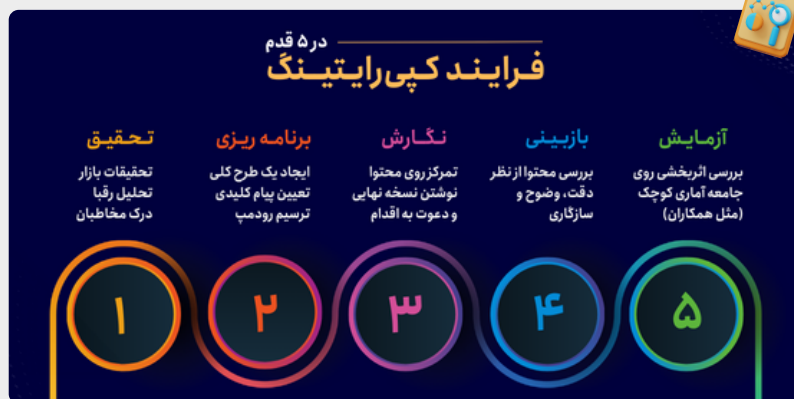 در ۵ قدم
فرایند کپی‌رایتینگ
تحقیق
تحقیقات بازار
تحلیل رقبا
درک مخاطبان
برنامه ریزی
ایجاد یک طرح کلی
تعیین پیام کلیدی
ترسیم رودمپ
نگارش
تمرکز روی محتوا
نوشتن نسخه نهایی
و دعوت به اقدام
بازبینی
بررسی محتوا از نظر
دقت، وضوح و
سازگاری
آزمایش
بررسی اثربخشی روی
جامعه آماری کوچک
(مثل همکاران)
۱
۲
۳
۴
۵